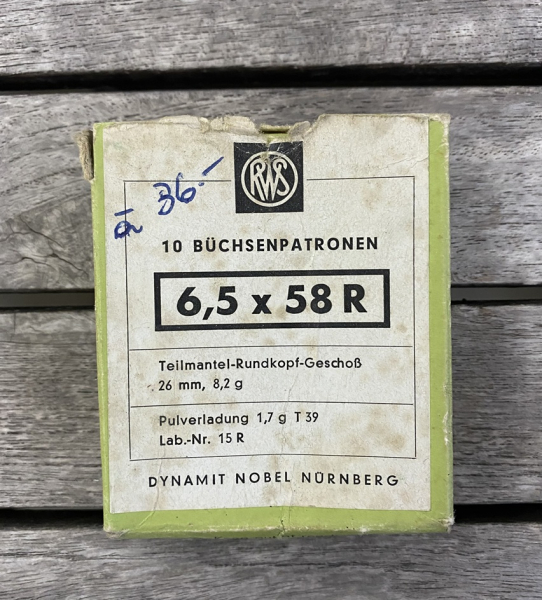 RWS
à 36.-
10 BÜCHSENPATRONEN
6,5 x 58 R
Teilmantel-Rundkopf-Geschoß
26 mm, 8,2 g
Pulverladung 1,7 g T 39
Lab.-Nr. 15 R
DYNAMIT NOBEL NÜRNBERG